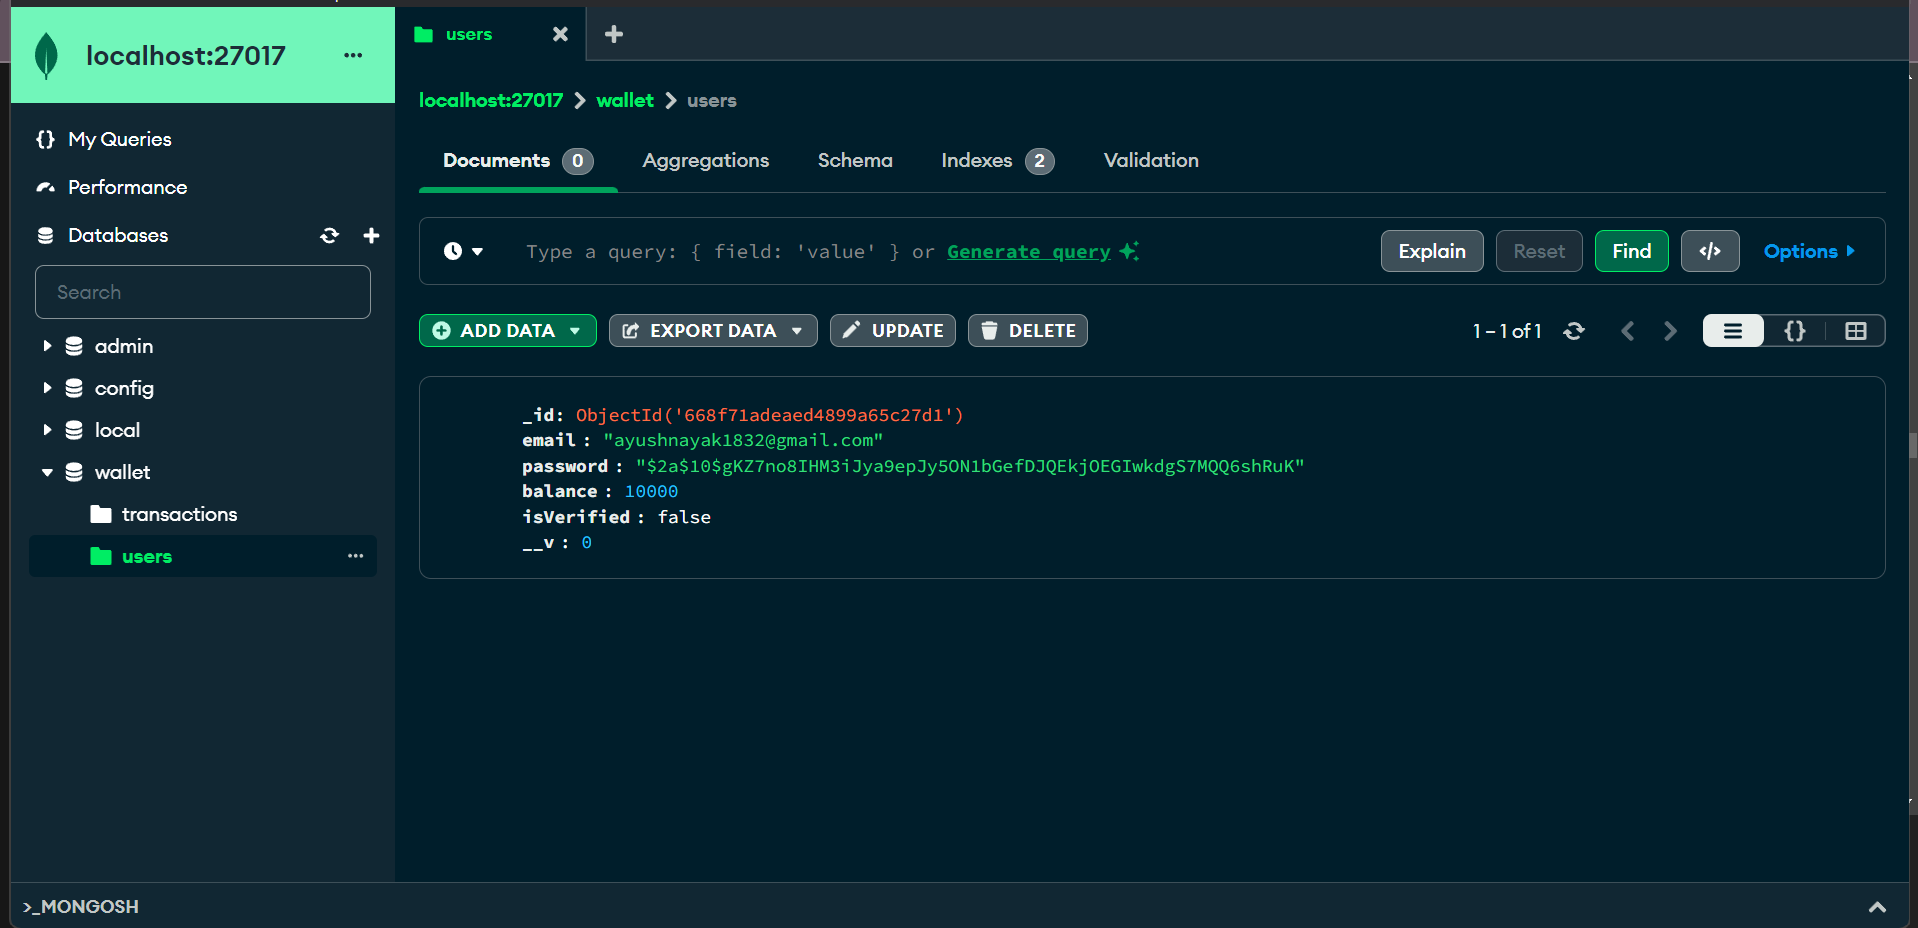 localhost:27017 ...
users
localhost:27017 > wallet > users
My Queries
Performance
Databases
Search
admin
config
local
wallet
transactions
users ...
Documents 0 Aggregations Schema Indexes 2 Validation
Type a query: { field: 'value' } or Generate query
Explain Reset Find </> Options
ADD DATA EXPORT DATA UPDATE DELETE 1 – 1 of 1 {}
_id: ObjectId('668f71adeaed4899a65c27d1')
email : "ayushnayak1832@gmail.com"
password : "$2a$10$gKZ7no8IHM3iJya9epJy5ON1bGefDJQEkjOEGIwkdgS7MQQ6shRuK"
balance : 10000
isVerified : false
__v : 0
>_MONGOSH